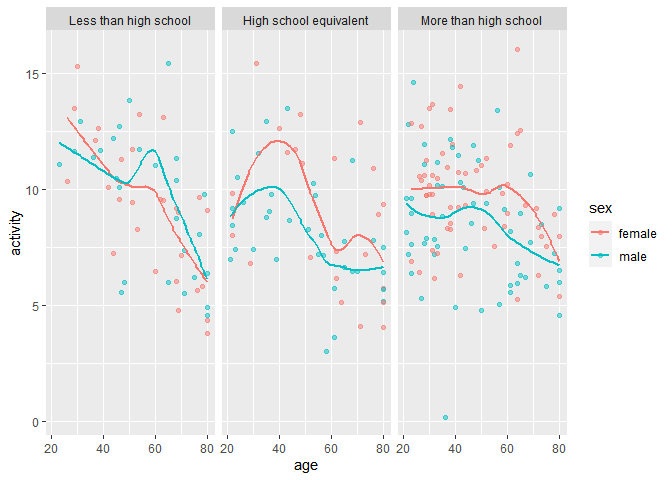 Less than high school
High school equivalent
More than high school
15
10
5
0
activity
20 40 60 80
20 40 60 80
20 40 60 80
age
sex
female
male